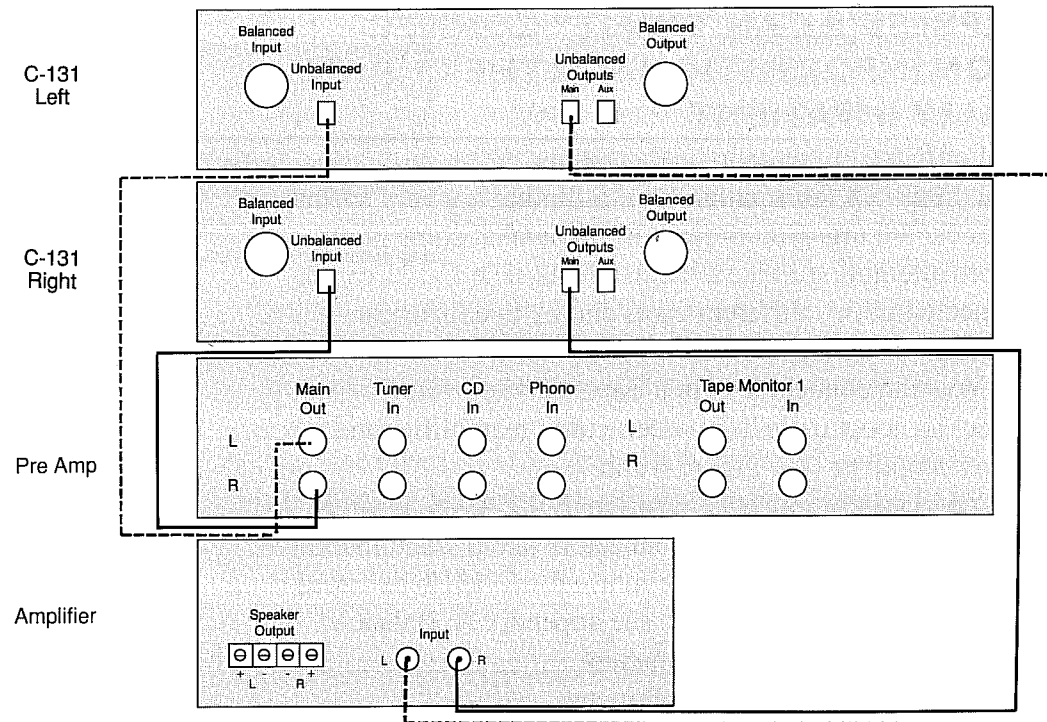 C-131
Left
Balanced
Input
Unbalanced
Input
Unbalanced
Outputs
Main Aux
Balanced
Output
C-131
Right
Balanced
Input
Unbalanced
Input
Unbalanced
Outputs
Main Aux
Balanced
Output
Pre Amp
Main
Out
Tuner
In
CD
In
Phono
In
Tape Monitor 1
Out In
L
R
L
R
Amplifier
Speaker
Output
+ - - +
L R
Input
L R